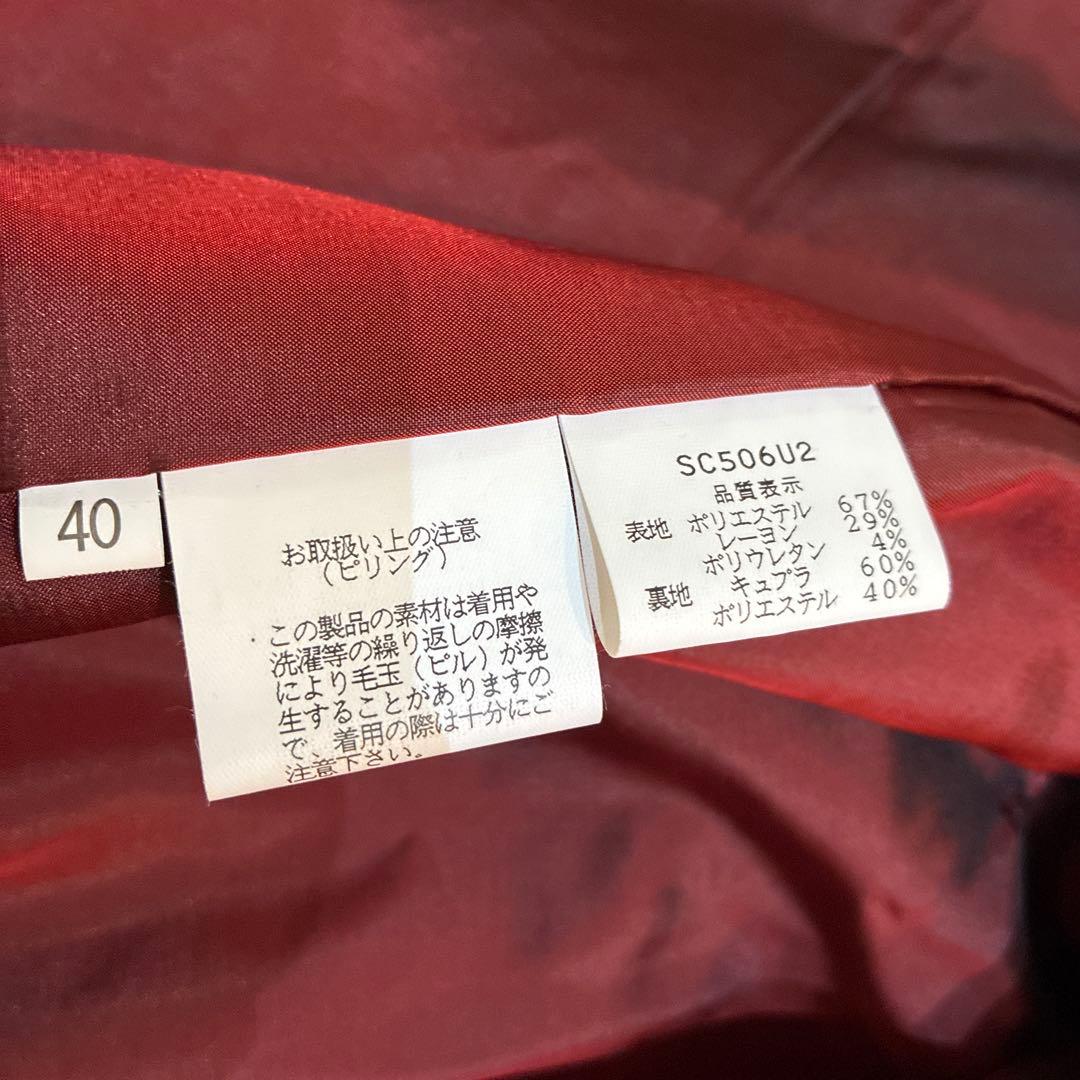 40
お取扱い上の注意
(ピリング)
この製品の素材は着用や
洗濯等の繰り返しの摩擦
により毛玉(ピル)が発
生することがありますの
で、着用の際は十分にご
注意下さい。
SC506U2
品質表示
表地 ポリエステル 67%
レーヨン 29%
ポリウレタン 4%
裏地 キュプラ 60%
ポリエステル 40%